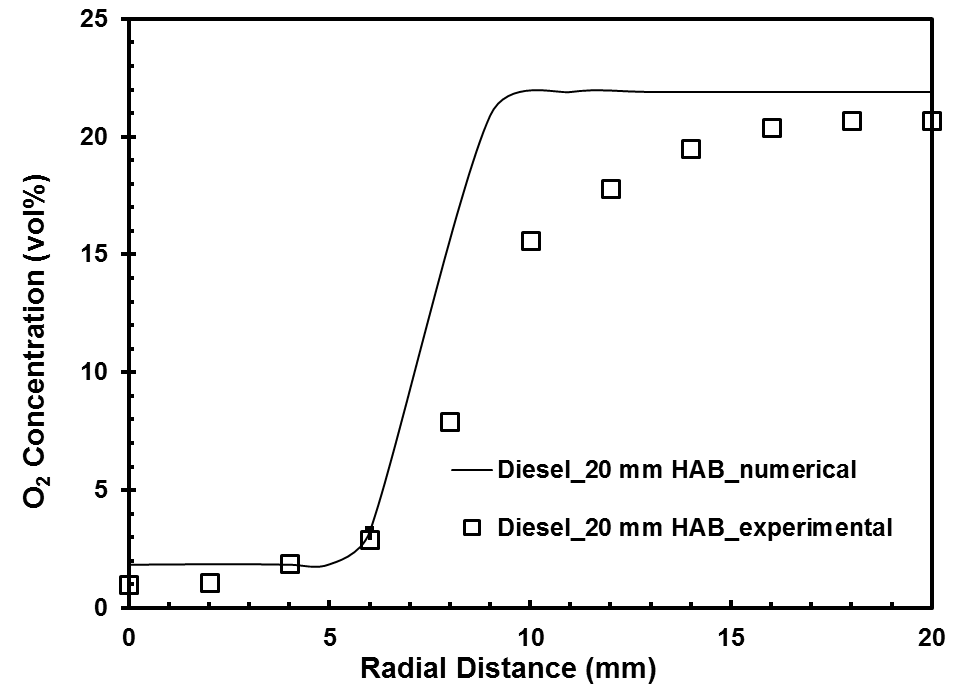 25
20
15
10
5
0
O₂ Concentration (vol%)
Diesel_20 mm HAB_numerical
Diesel_20 mm HAB_experimental
0 5 10 15 20
Radial Distance (mm)